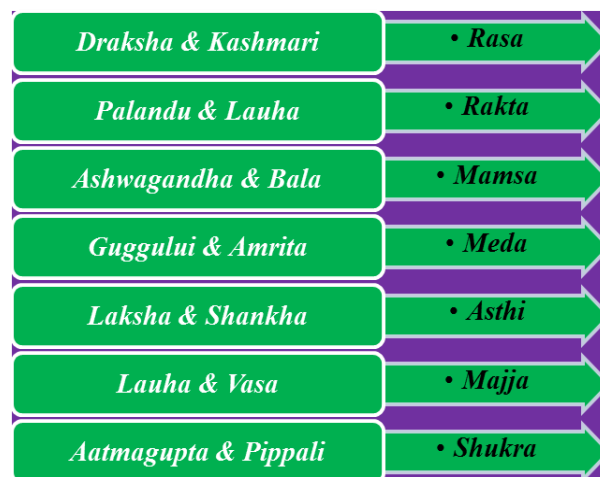 Draksha & Kashmari • Rasa
Palandu & Lauha • Rakta
Ashwagandha & Bala • Mamsa
Guggului & Amrita • Meda
Laksha & Shankha • Asthi
Lauha & Vasa • Majja
Aatmagupta & Pippali • Shukra